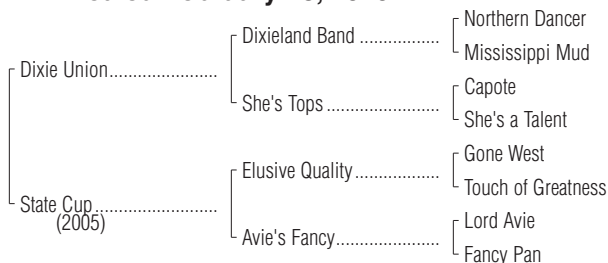 Northern Dancer
Dixieland Band
Mississippi Mud
Dixie Union
Capote
She's Tops
She's a Talent
Gone West
Elusive Quality
Touch of Greatness
State Cup
(2005)
Lord Avie
Avie's Fancy
Fancy Pan